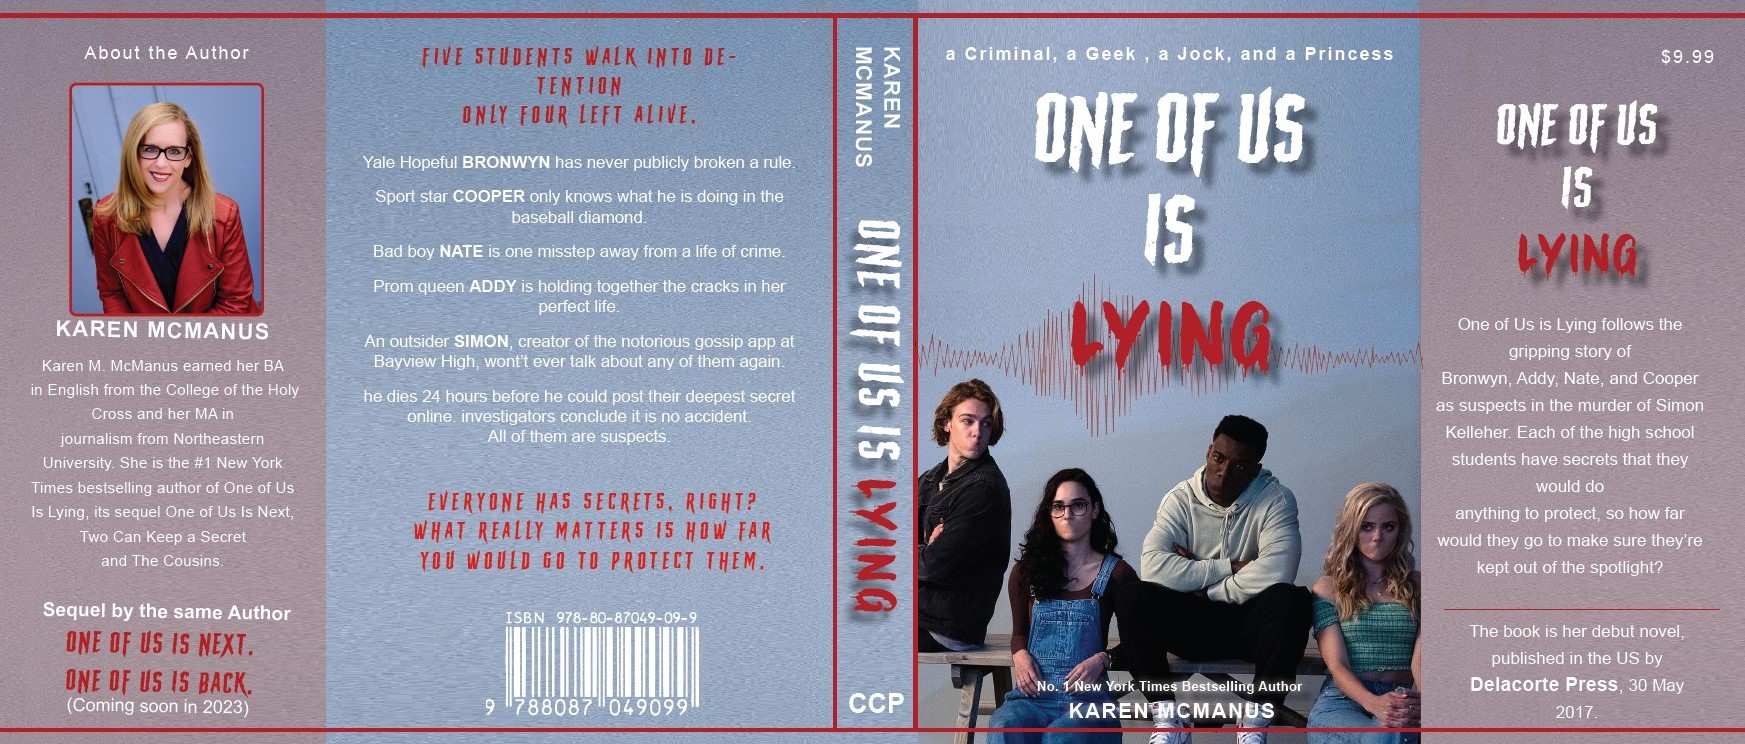 About the Author
KAREN MCMANUS
Karen M. McManus earned her BA
in English from the College of the Holy
Cross and her MA in
journalism from Northeastern
University. She is the #1 New York
Times bestselling author of One of Us
Is Lying, its sequel One of Us Is Next,
Two Can Keep a Secret
and The Cousins.
Sequel by the same Author
ONE OF US IS NEXT.
ONE OF US IS BACK.
(Coming soon in 2023)
FIVE STUDENTS WALK INTO DE-
TENTION
ONLY FOUR LEFT ALIVE.
Yale Hopeful BRONWYN has never publicly broken a rule.
Sport star COOPER only knows what he is doing in the
baseball diamond.
Bad boy NATE is one misstep away from a life of crime.
Prom queen ADDY is holding together the cracks in her
perfect life.
An outsider SIMON, creator of the notorious gossip app at
Bayview High, wont't ever talk about any of them again.
he dies 24 hours before he could post their deepest secret
online. investigators conclude it is no accident.
All of them are suspects.
EVERYONE HAS SECRETS, RIGHT?
WHAT REALLY MATTERS IS HOW FAR
YOU WOULD GO TO PROTECT THEM.
ISBN 978-80-87049-09-9
9 788087 049099
KAREN
MCMANUS
ONE OF US IS LYING
CCP
a Criminal, a Geek , a Jock, and a Princess
ONE OF US
IS
LYING
No. 1 New York Times Bestselling Author
KAREN MCMANUS
$9.99
ONE OF US
IS
LYING
One of Us is Lying follows the
gripping story of
Bronwyn, Addy, Nate, and Cooper
as suspects in the murder of Simon
Kelleher. Each of the high school
students have secrets that they
would do
anything to protect, so how far
would they go to make sure they're
kept out of the spotlight?
The book is her debut novel,
published in the US by
Delacorte Press, 30 May
2017.